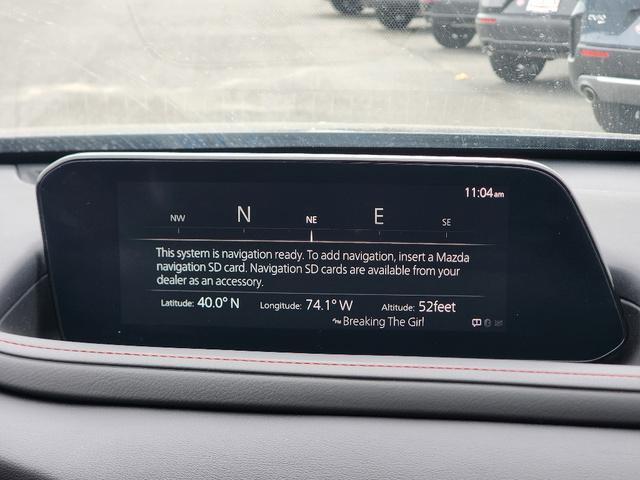 11:04am
NW N NE E SE
This system is navigation ready. To add navigation, insert a Mazda
navigation SD card. Navigation SD cards are available from your
dealer as an accessory.
Latitude: 40.0° N Longitude: 74.1° W Altitude: 52feet
Breaking The Girl